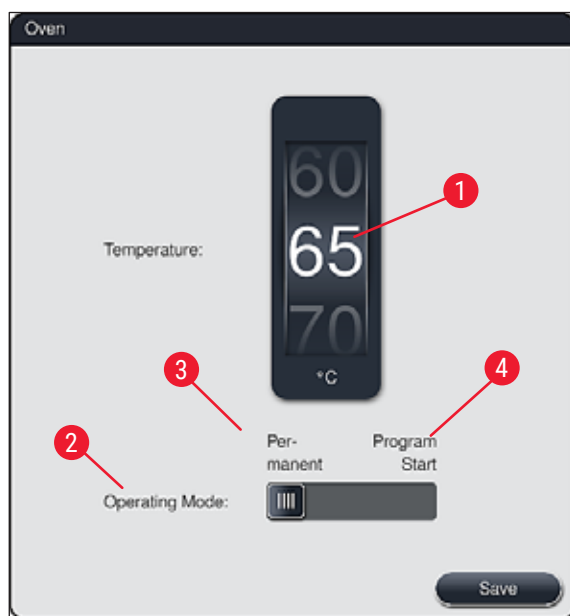 Oven
60
1
Temperature:
65
70
°C
3
4
Per-
manent
Program
Start
2
Operating Mode:
Save